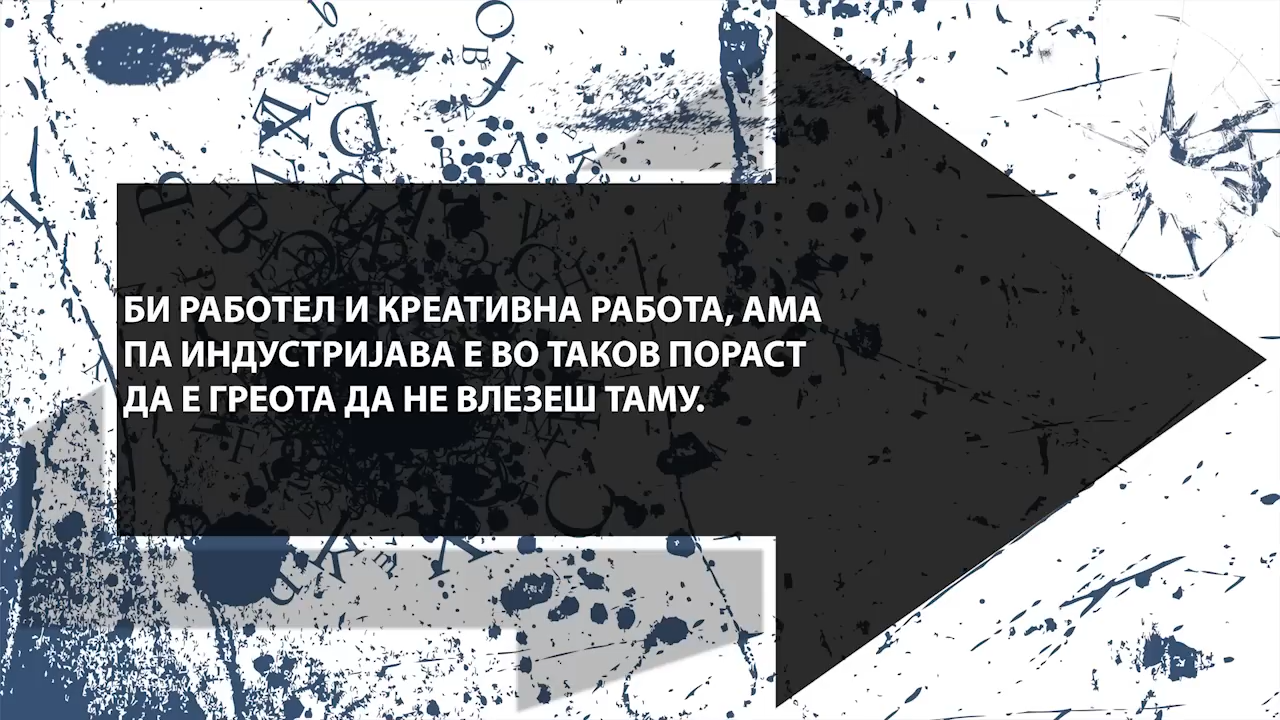 БИ РАБОТЕЛ И КРЕАТИВНА РАБОТА, АМА
ПА ИНДУСТРИЈАВА Е ВО ТАКОВ ПОРАСТ
ДА Е ГРЕОТА ДА НЕ ВЛЕЗЕШ ТАМУ.